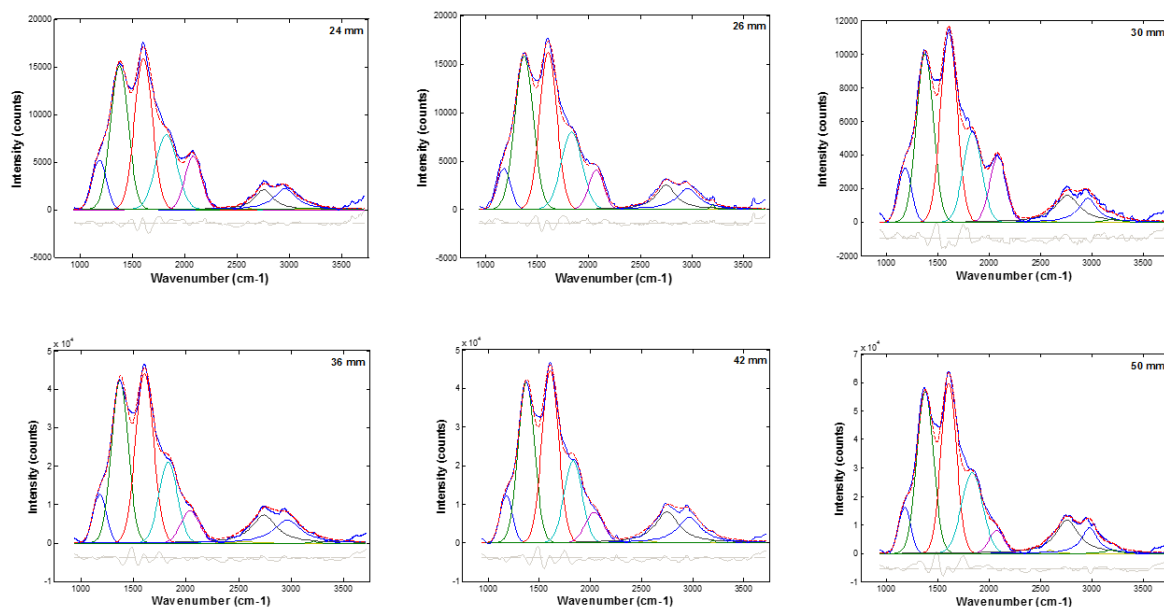 24 mm
20000
15000
10000
5000
0
-5000
Intensity (counts)
1000 1500 2000 2500 3000 3500
Wavenumber (cm-1)
26 mm
20000
15000
10000
5000
0
-5000
Intensity (counts)
1000 1500 2000 2500 3000 3500
Wavenumber (cm-1)
30 mm
12000
10000
8000
6000
4000
2000
0
-2000
Intensity (counts)
1000 1500 2000 2500 3000 3500
Wavenumber (cm-1)
x 10⁴
36 mm
5
4
3
2
1
0
-1
Intensity (counts)
1000 1500 2000 2500 3000 3500
Wavenumber (cm-1)
x 10⁴
42 mm
5
4
3
2
1
0
-1
Intensity (counts)
1000 1500 2000 2500 3000 3500
Wavenumber (cm-1)
x 10⁴
50 mm
7
6
5
4
3
2
1
0
-1
Intensity (counts)
1000 1500 2000 2500 3000 3500
Wavenumber (cm-1)